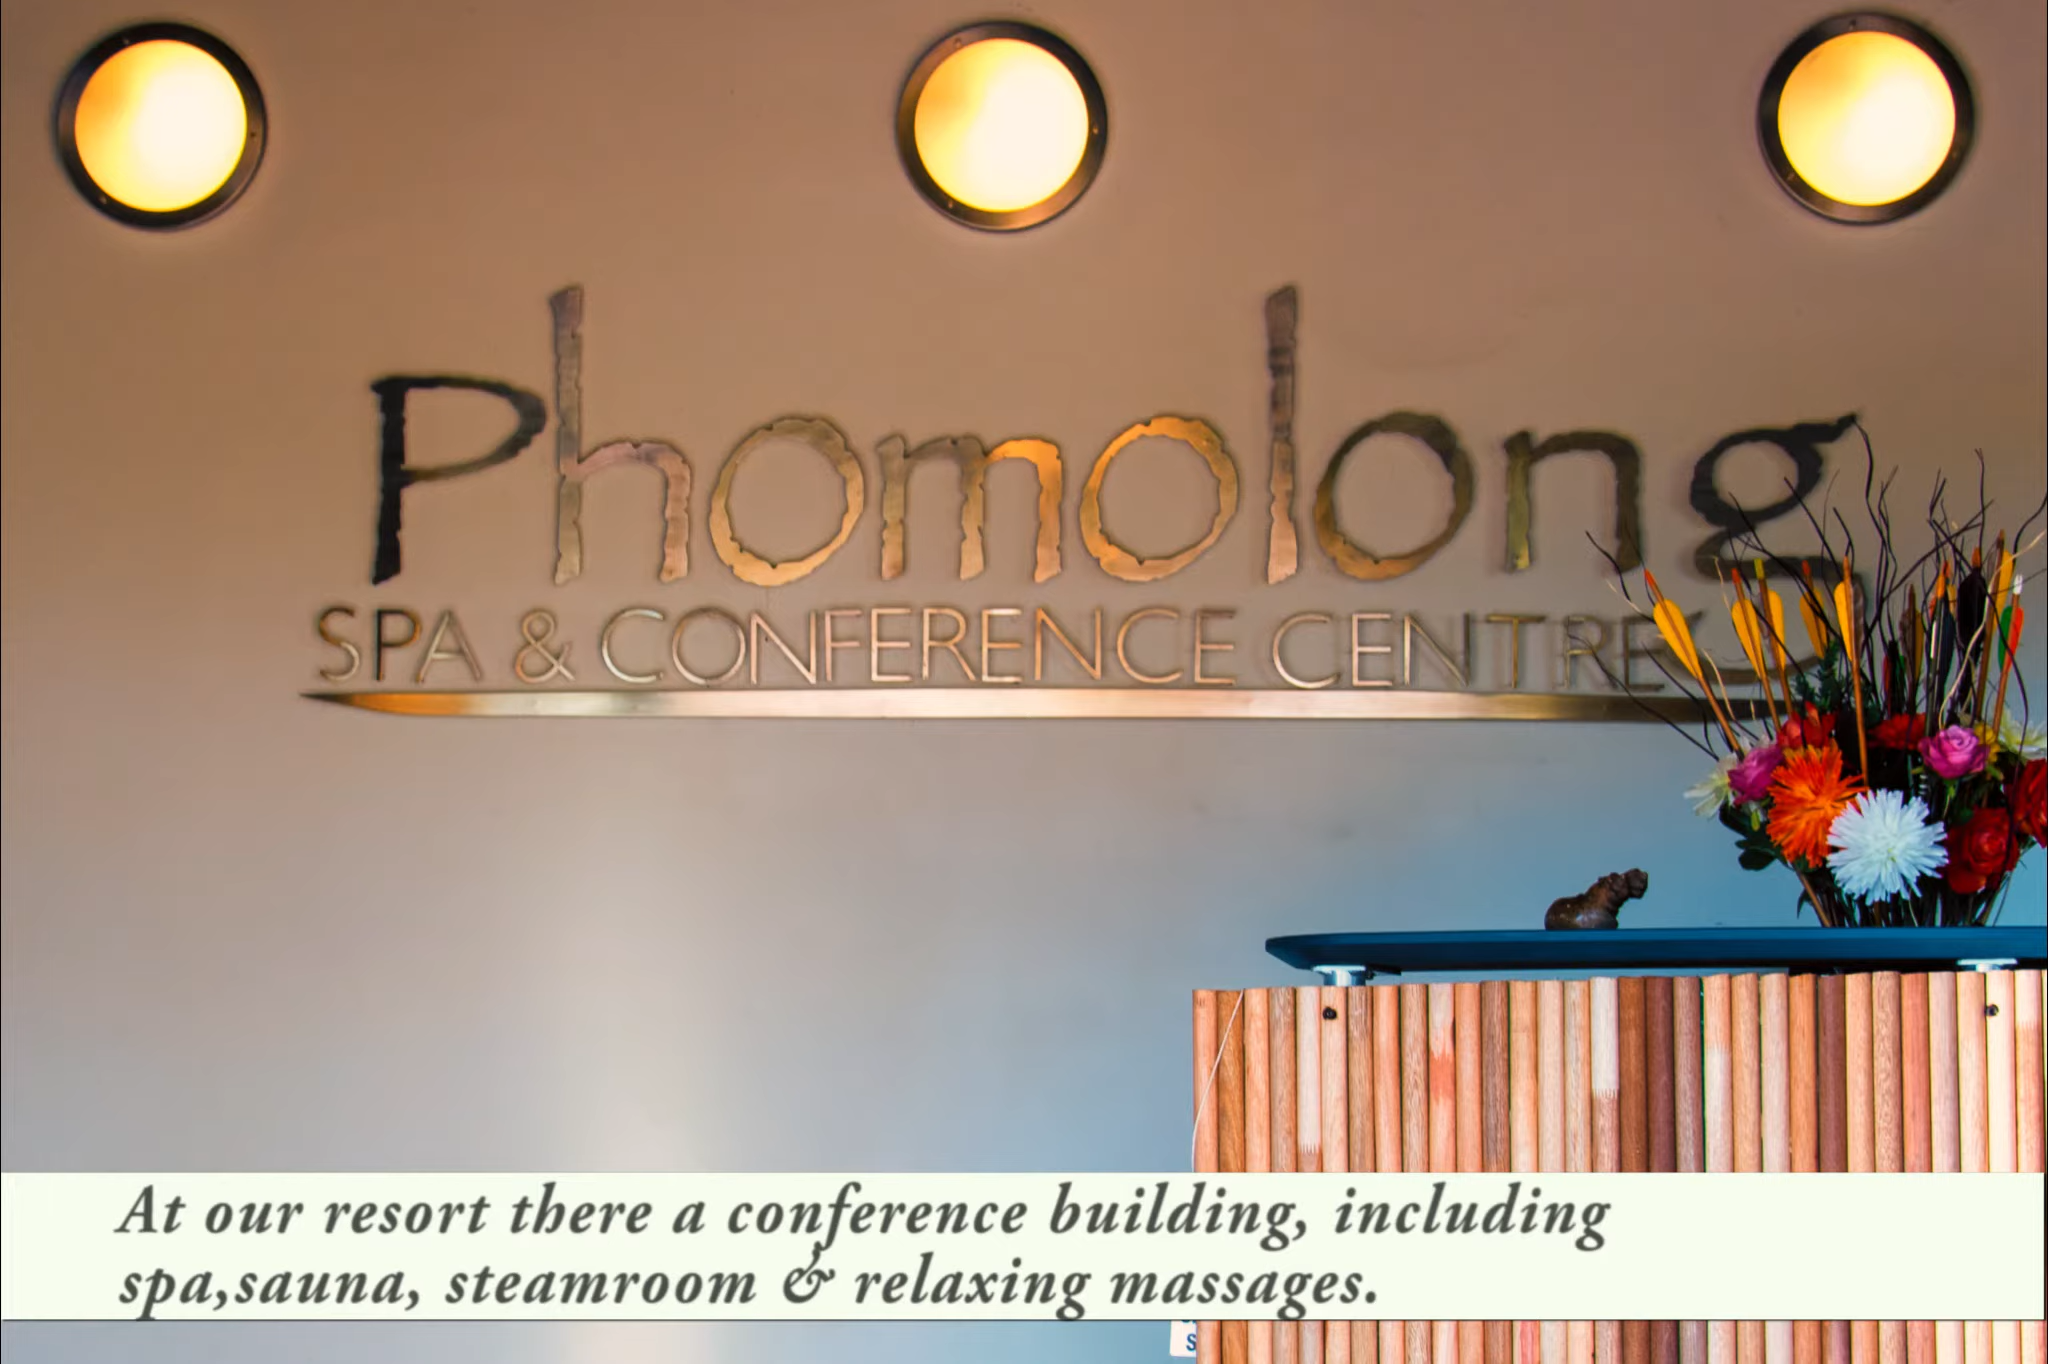 Phomolong
SPA & CONFERENCE CENTRE
At our resort there a conference building, including
spa,sauna, steamroom & relaxing massages.
S